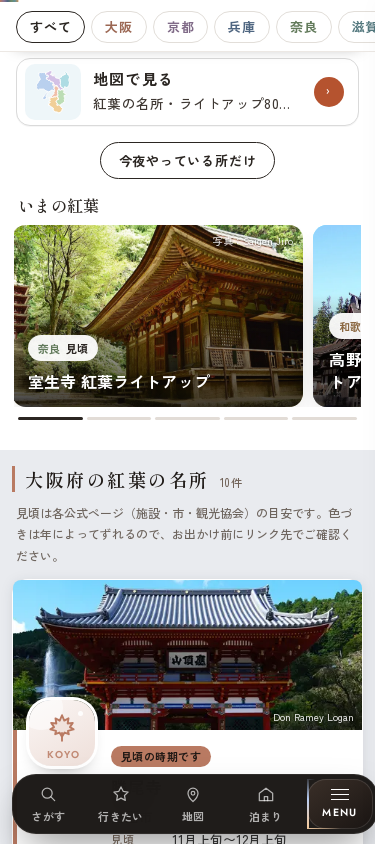 すべて
大阪
京都
兵庫
奈良
滋賀
地図で見る
紅葉の名所・ライトアップ80...
今夜やっている所だけ
いまの紅葉
奈良 見頃
室生寺 紅葉ライトアップ
和歌
高野
トア
大阪府の紅葉の名所 10件
見頃は各公式ページ（施設・市・観光協会）の目安です。色づ
きは年によってずれるので、お出かけ前にリンク先でご確認く
ださい。
Don Ramey Logan
KOYO
見頃の時期です
さがす
行きたい
地図
泊まり
MENU
見頃 11月上旬〜12月上旬